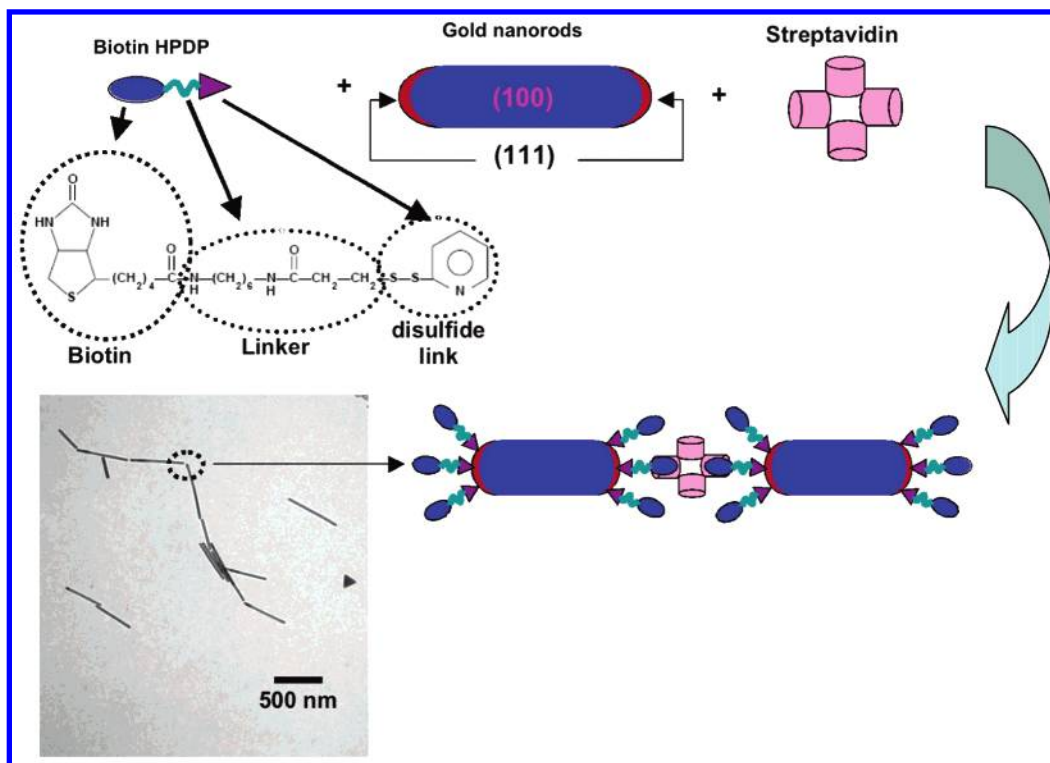 Biotin HPDP
+
Gold nanorods
(100)
(111)
+
Streptavidin
O
HN NH
S
(CH2)4
O
C
N
H
(CH2)6
N
H
O
C
CH2
CH2
S
S
N
Biotin
Linker
disulfide
link
500 nm